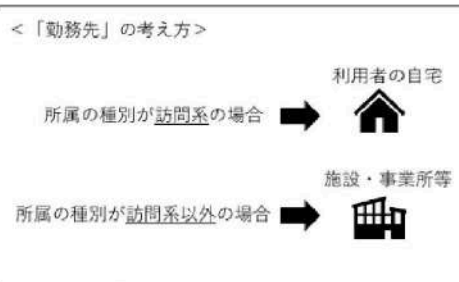 <「勤務先」の考え方>
利用者の自宅
所属の種別が訪問系の場合
施設・事業所等
所属の種別が訪問系以外の場合